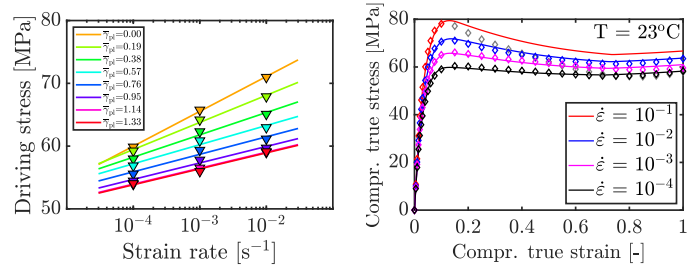 Driving stress [MPa]
80
70
60
50
γ̅pl=0.00
γ̅pl=0.19
γ̅pl=0.38
γ̅pl=0.57
γ̅pl=0.76
γ̅pl=0.95
γ̅pl=1.14
γ̅pl=1.33
10⁻⁴ 10⁻³ 10⁻²
Strain rate [s⁻¹]
Compr. true stress [MPa]
80
60
40
20
0
T = 23°C
ε̇ = 10⁻¹
ε̇ = 10⁻²
ε̇ = 10⁻³
ε̇ = 10⁻⁴
0 0.2 0.4 0.6 0.8 1
Compr. true strain [-]